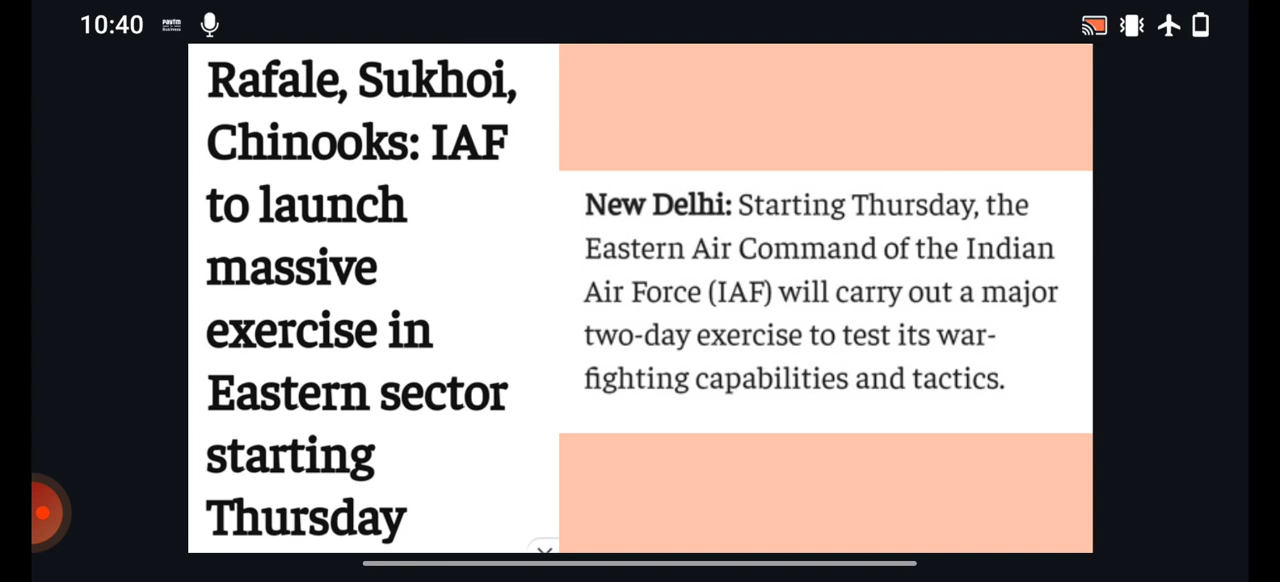 10:40
paytm
Rafale, Sukhoi,
Chinooks: IAF
to launch
massive
exercise in
Eastern sector
starting
Thursday
New Delhi: Starting Thursday, the
Eastern Air Command of the Indian
Air Force (IAF) will carry out a major
two-day exercise to test its war-
fighting capabilities and tactics.